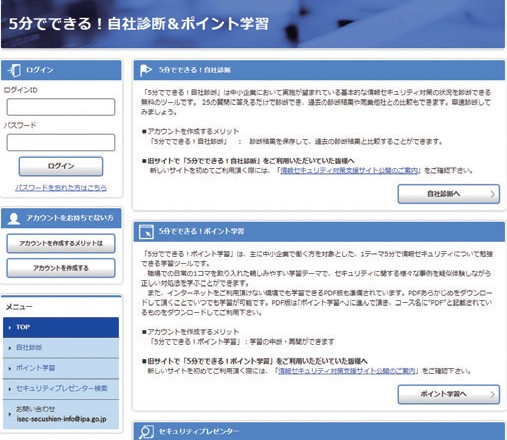 5分でできる！自社診断＆ポイント学習
ログイン
ログインID
パスワード
ログイン
パスワードを忘れた方はこちら
アカウントをお持ちでない方
アカウントを作成するメリットは
アカウントを作成する
メニュー
TOP
自社診断
ポイント学習
セキュリティプレゼンター検索
お問い合わせ
isec-secushien-info@ipa.go.jp
5分でできる！自社診断
「5分でできる！自社診断」は中小企業において実施が望まれている基本的な情報セキュリティ対策の状況を診断できる
無料のツールです。 25の質問に答えるだけで診断でき、過去の診断結果や同業他社との比較もできます。早速診断して
みましょう。
■アカウントを作成するメリット
「5分でできる！自社診断」 ： 診断結果を保存して、過去の診断結果と比較することができます。
■旧サイトで「5分でできる！自社診断」をご利用いただいていた皆様へ
新しいサイトを初めてご利用頂く際には、「情報セキュリティ対策支援サイト公開のご案内」をご確認下さい。
自社診断へ
5分でできる！ポイント学習
「5分でできる！ポイント学習」は、主に中小企業で働く方を対象とした、1テーマ5分で情報セキュリティについて勉強
できる学習ツールです。
職場での日常の1コマを取り入れた親しみやすい学習テーマで、セキュリティに関する様々な事例を疑似体験しながら
正しい対処法を学ぶことができます。
また、インターネットをご利用頂けない環境でも学習できるPDF版も準備されています。PDFあらかじめをダウンロー
ドして頂くことでいつでも学習が可能です。PDF版は「ポイント学習へ」に進んで頂き、コース名に"PDF"と記載されてい
るものをダウンロードしてご利用下さい。
■アカウントを作成するメリット
「5分でできる！ポイント学習」：学習の中断・再開ができます
■旧サイトで「5分でできる！ポイント学習」をご利用いただいていた皆様へ
新しいサイトを初めてご利用頂く際には、「情報セキュリティ対策支援サイト公開のご案内」をご確認下さい。
ポイント学習へ
セキュリティプレゼンター